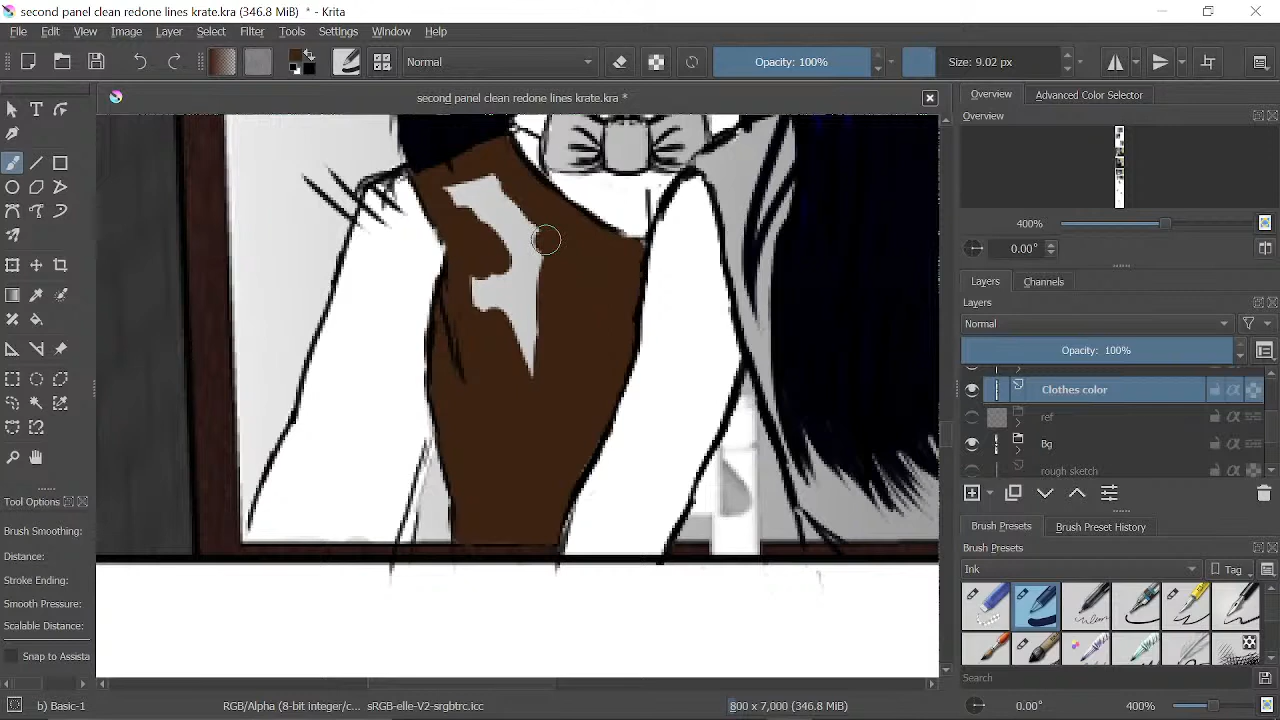 second panel clean redone lines krate.kra (346.8 MiB) * - Krita
File Edit View Image Layer Filter Tools Settings Window Help
Normal
Opacity: 100%
Size: 9.02 px
second panel clean redone lines krate.kra *
Overview
Advanced Color Selector
Overview
400%
0.00°
Layers
Channels
Layers
Normal
Opacity: 100%
Clothes color
ref
Bg
rough sketch
Brush Presets
Brush Preset History
Brush Presets
Ink
Tag
Search
Tool Options
Brush Smoothing:
Distance:
Stroke Ending:
Smooth Pressure:
Scalable Distance:
Snap to Assista
b) Basic-1
RGB/Alpha (8-bit integer/c... sRGB-elle-V2-srgbtrc.icc
800 x 7,000 (346.8 MiB)
0.00°
400%